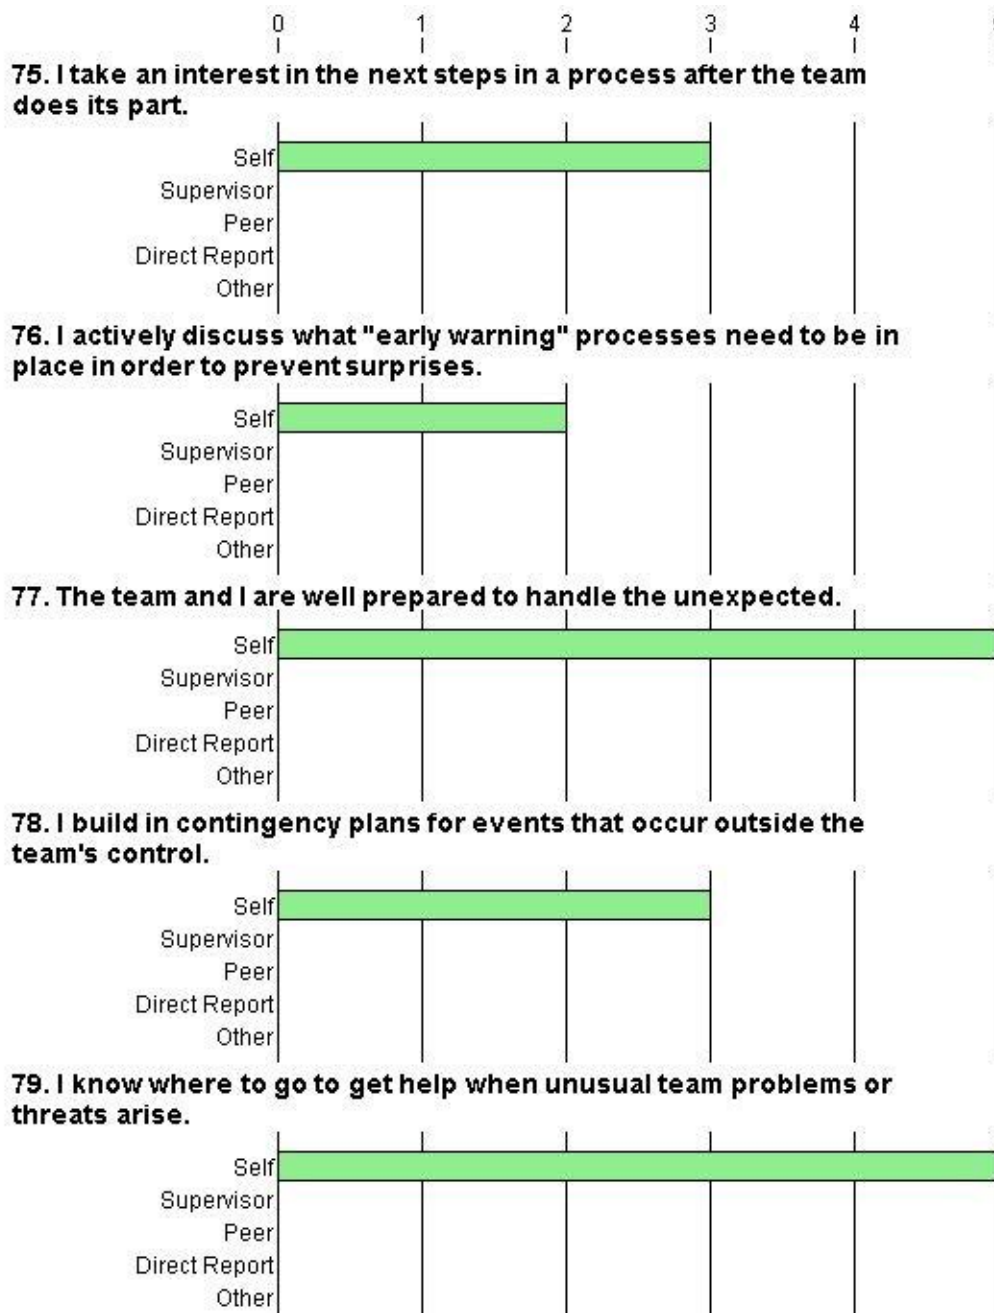 0 1 2 3 4
75. I take an interest in the next steps in a process after the team
does its part.
Self
Supervisor
Peer
Direct Report
Other
76. I actively discuss what "early warning" processes need to be in
place in order to prevent surprises.
Self
Supervisor
Peer
Direct Report
Other
77. The team and I are well prepared to handle the unexpected.
Self
Supervisor
Peer
Direct Report
Other
78. I build in contingency plans for events that occur outside the
team's control.
Self
Supervisor
Peer
Direct Report
Other
79. I know where to go to get help when unusual team problems or
threats arise.
Self
Supervisor
Peer
Direct Report
Other